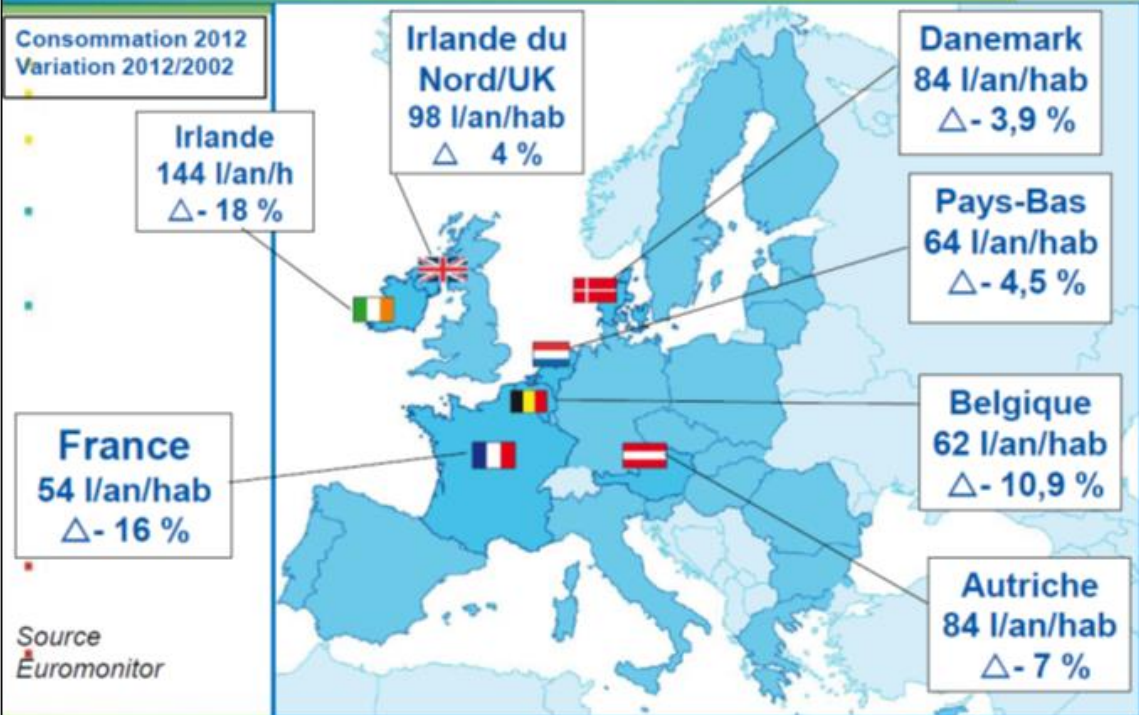 Consommation 2012
Variation 2012/2002
Irlande du
Nord/UK
98 l/an/hab
△ 4 %
Danemark
84 l/an/hab
△- 3,9 %
Irlande
144 l/an/h
△- 18 %
Pays-Bas
64 l/an/hab
△- 4,5 %
France
54 l/an/hab
△- 16 %
Belgique
62 l/an/hab
△- 10,9 %
Autriche
84 l/an/hab
△- 7 %
Source
Euromonitor